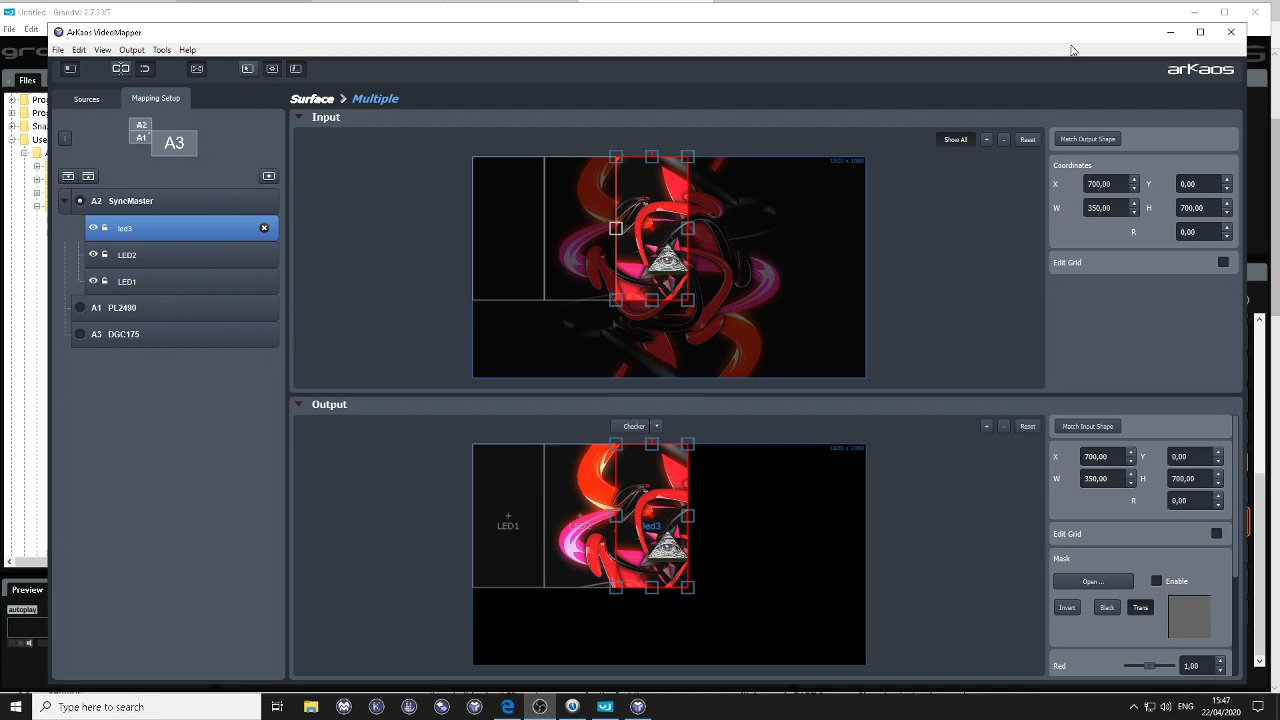 Untitled - GrandVJ 2.7.3 XT
File Edit
ArKaos VideoMapper
File Edit View Output Tools Help
arKaos
Files
Sources
Mapping Setup
Surface > Multiple
Input
A2
A1
A3
Show All
+
-
Reset
Match Output Shape
1920 x 1080
Coordinates
X 700,00 Y 0,00
W 350,00 H 700,00
R 0,00
A2 SyncMaster
led3
LED2
LED1
A1 PL2490
A3 DGC175
Edit Grid
Output
Checker
+
-
Reset
Match Input Shape
1920 x 1080
X 700,00 Y 0,00
W 350,00 H 700,00
R 0,00
LED1
led3
Edit Grid
Mask
Open ...
Enable
Invert
Black
Trans
Red
1,00
Preview
autoplay
Type here to search
ENG
15:47
22/04/2020